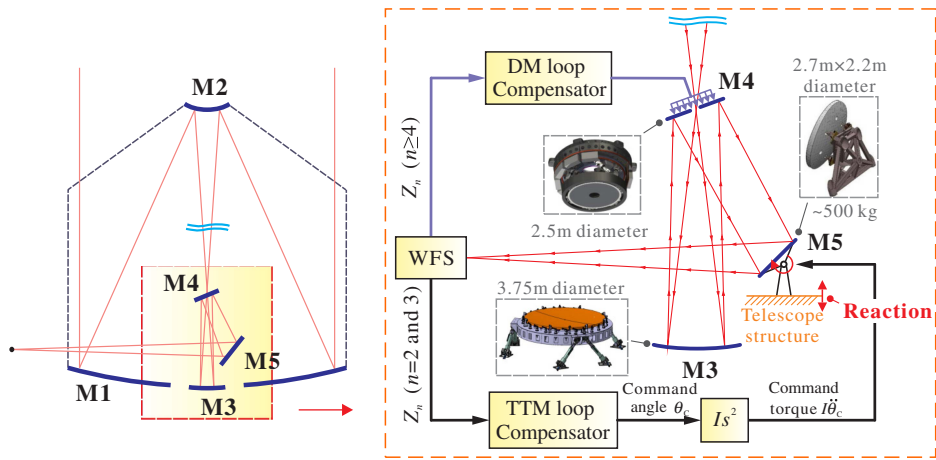 M2
M4
M5
M1
M3
DM loop
Compensator
M4
2.7m×2.2m
diameter
~500 kg
Zₙ (n≥4)
2.5m diameter
M5
WFS
3.75m diameter
Reaction
Telescope
structure
M3
Zₙ (n=2 and 3)
TTM loop
Compensator
Command
angle θ_c
Is²
Command
torque Iθ̈_c